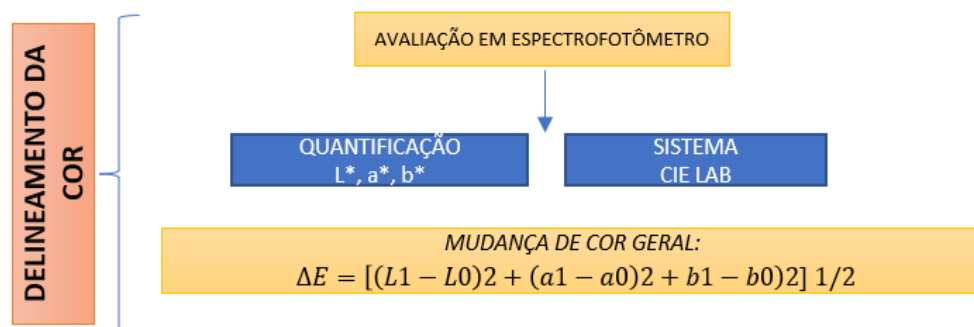 DELINEAMENTO DA
COR
AVALIAÇÃO EM ESPECTROFOTÔMETRO
QUANTIFICAÇÃO
L*, a*, b*
SISTEMA
CIE LAB
MUDANÇA DE COR GERAL:
ΔE = [(L1 − L0)2 + (a1 − a0)2 + b1 − b0)2] 1/2